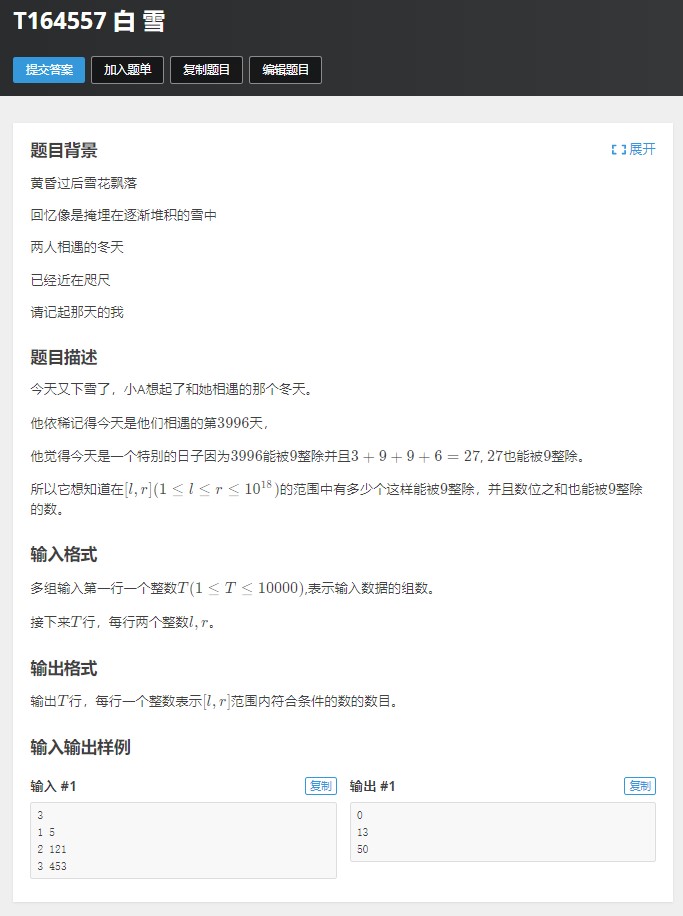 T164557 白 雪
提交答案 加入题单 复制题目 编辑题目
题目背景
展开
黄昏过后雪花飘落
回忆像是掩埋在逐渐堆积的雪中
两人相遇的冬天
已经近在咫尺
请记起那天的我
题目描述
今天又下雪了，小A想起了和她相遇的那个冬天。
他依稀记得今天是他们相遇的第3996天，
他觉得今天是一个特别的日子因为3996能被9整除并且3 + 9 + 9 + 6 = 27, 27也能被9整除。
所以它想知道在[l, r](1 ≤ l ≤ r ≤ 10^18)的范围中有多少个这样能被9整除，并且数位之和也能被9整除
的数。
输入格式
多组输入第一行一个整数T(1 ≤ T ≤ 10000),表示输入数据的组数。
接下来T行，每行两个整数l, r。
输出格式
输出T行，每行一个整数表示[l, r]范围内符合条件的数的数目。
输入输出样例
输入 #1 复制
3
1 5
2 121
3 453
输出 #1 复制
0
13
50